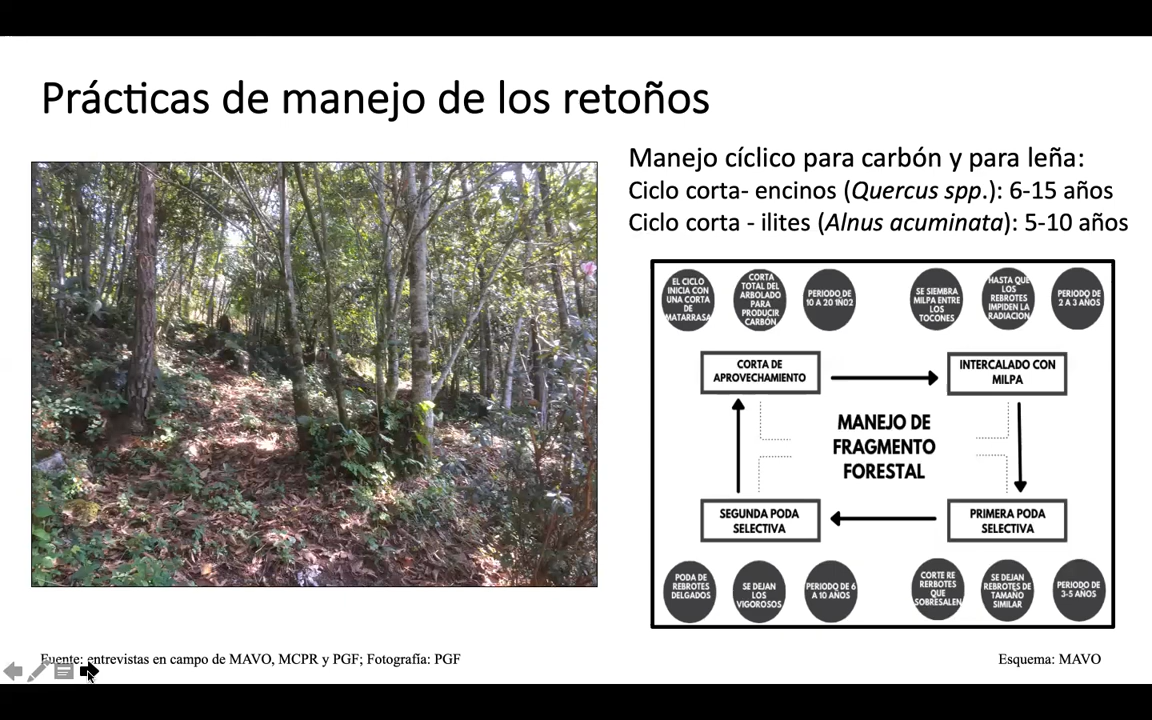 Prácticas de manejo de los retoños
Manejo cíclico para carbón y para leña:
Ciclo corta- encinos (Quercus spp.): 6-15 años
Ciclo corta - ilites (Alnus acuminata): 5-10 años
EL CICLO
INICIA CON
UNA CORTA
DE
MATARRASA
CORTA
TOTAL DEL
ARBOLADO
PARA
PRODUCIR
CARBÓN
PERIODO DE
10 A 20 1Ñ02
SE SIEMBRA
MILPA ENTRE
LOS
TOCONES
HASTA QUE
LOS
REBROTES
IMPIDEN LA
RADIACION
PERIODO DE
2 A 3 AÑOS
CORTA DE
APROVECHAMIENTO
INTERCALADO CON
MILPA
MANEJO DE
FRAGMENTO
FORESTAL
SEGUNDA PODA
SELECTIVA
PRIMERA PODA
SELECTIVA
PODA DE
REBROTES
DELGADOS
SE DEJAN
LOS
VIGOROSOS
PERIODO DE 6
A 10 AÑOS
CORTE RE
RERBOTES
QUE
SOBRESALEN
SE DEJAN
REBROTES DE
TAMAÑO
SIMILAR
PERIODO DE
3-5 AÑOS
Fuente: entrevistas en campo de MAVO, MCPR y PGF; Fotografía: PGF
Esquema: MAVO